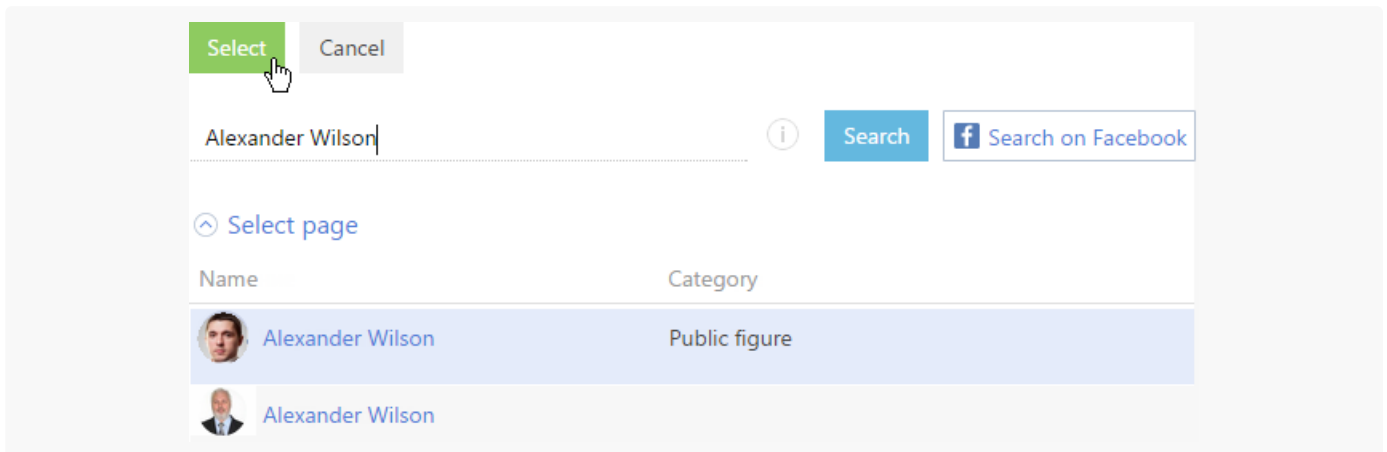 Select Cancel
Alexander Wilson i Search f Search on Facebook
Select page
Name Category
Alexander Wilson Public figure
Alexander Wilson